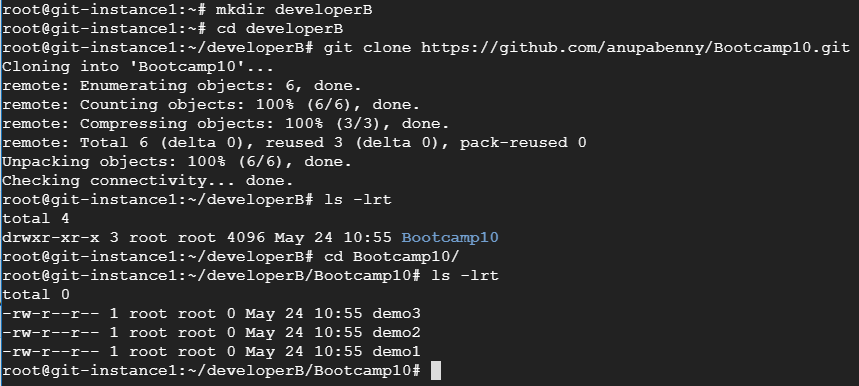 root@git-instance1:~# mkdir developerB
root@git-instance1:~# cd developerB
root@git-instance1:~/developerB# git clone https://github.com/anupabenny/Bootcamp10.git
Cloning into 'Bootcamp10'...
remote: Enumerating objects: 6, done.
remote: Counting objects: 100% (6/6), done.
remote: Compressing objects: 100% (3/3), done.
remote: Total 6 (delta 0), reused 3 (delta 0), pack-reused 0
Unpacking objects: 100% (6/6), done.
Checking connectivity... done.
root@git-instance1:~/developerB# ls -lrt
total 4
drwxr-xr-x 3 root root 4096 May 24 10:55 Bootcamp10
root@git-instance1:~/developerB# cd Bootcamp10/
root@git-instance1:~/developerB/Bootcamp10# ls -lrt
total 0
-rw-r--r-- 1 root root 0 May 24 10:55 demo3
-rw-r--r-- 1 root root 0 May 24 10:55 demo2
-rw-r--r-- 1 root root 0 May 24 10:55 demo1
root@git-instance1:~/developerB/Bootcamp10#